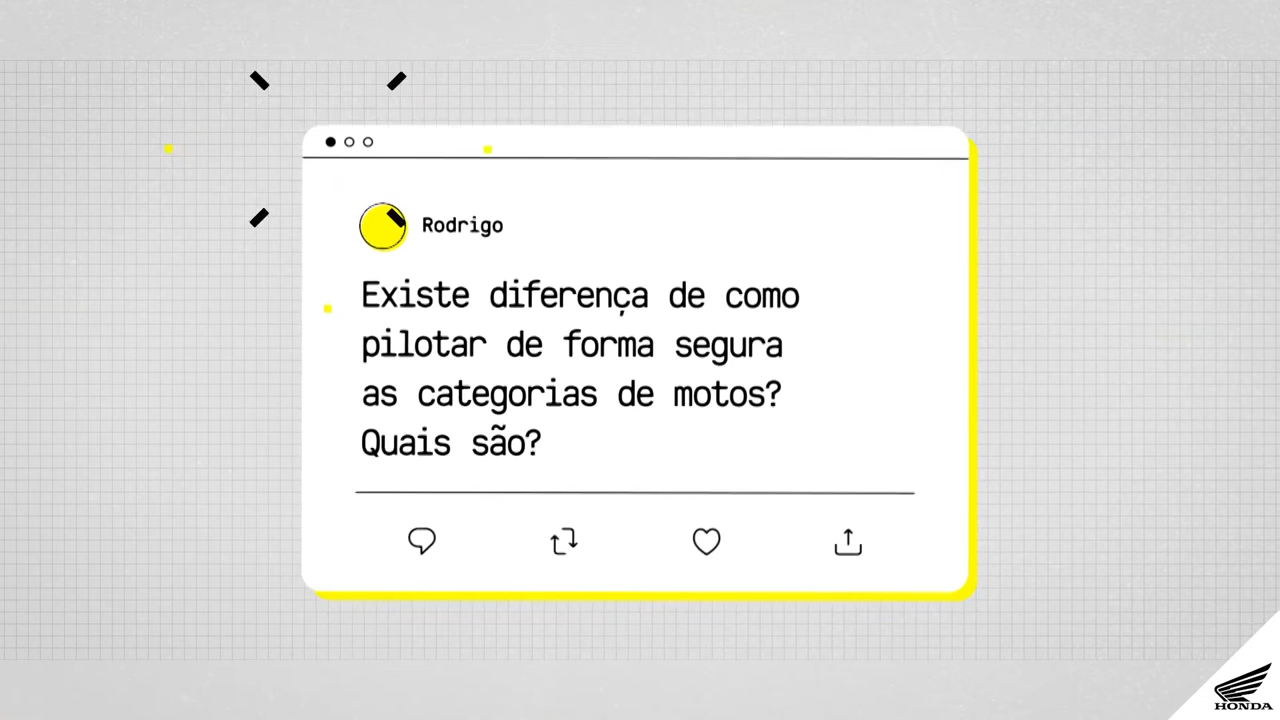 Rodrigo
Existe diferença de como
pilotar de forma segura
as categorias de motos?
Quais são?
HONDA